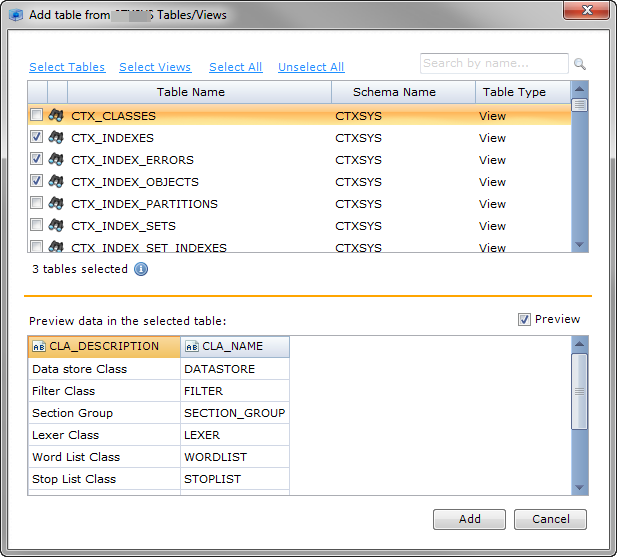 Add table from CTXSYS Tables/Views
Select Tables Select Views Select All Unselect All Search by name...
Table Name Schema Name Table Type
CTX_CLASSES CTXSYS View
CTX_INDEXES CTXSYS View
CTX_INDEX_ERRORS CTXSYS View
CTX_INDEX_OBJECTS CTXSYS View
CTX_INDEX_PARTITIONS CTXSYS View
CTX_INDEX_SETS CTXSYS View
CTX_INDEX_SET_INDEXES CTXSYS View
3 tables selected
Preview data in the selected table: Preview
AB CLA_DESCRIPTION AB CLA_NAME
Data store Class DATASTORE
Filter Class FILTER
Section Group SECTION_GROUP
Lexer Class LEXER
Word List Class WORDLIST
Stop List Class STOPLIST
Add Cancel